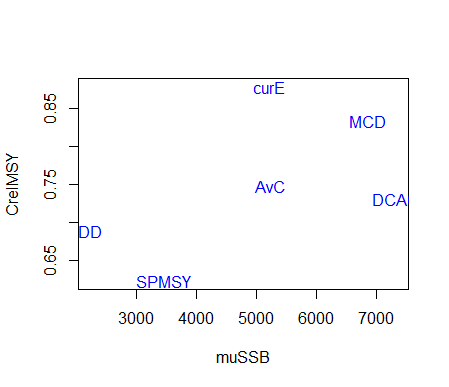 curE
0.85
MCD
CrelMSY
0.75
AvC
DCA
DD
0.65
SPMSY
3000 4000 5000 6000 7000
muSSB